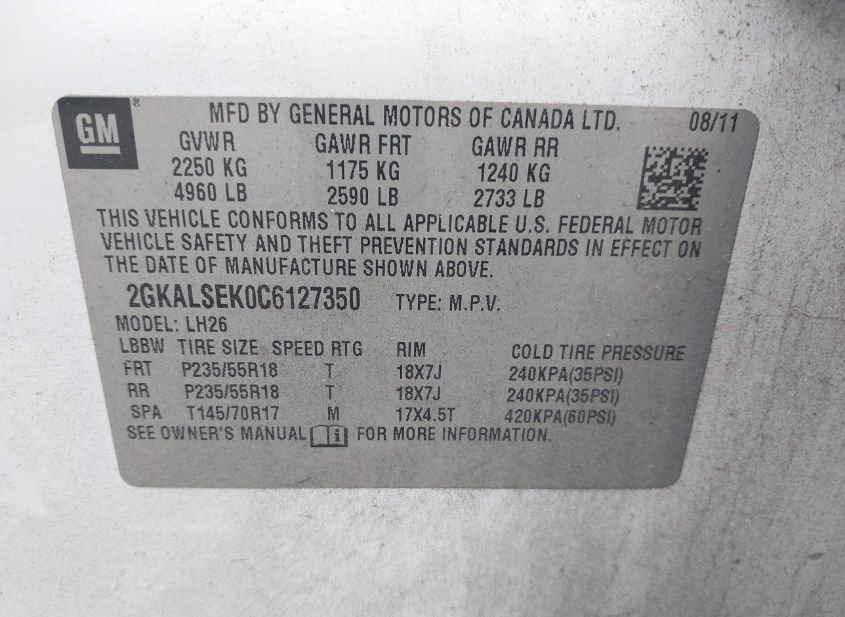 GM ® MFD BY GENERAL MOTORS OF CANADA LTD. 08/11
GVWR GAWR FRT GAWR RR
2250 KG 1175 KG 1240 KG
4960 LB 2590 LB 2733 LB
THIS VEHICLE CONFORMS TO ALL APPLICABLE U.S. FEDERAL MOTOR
VEHICLE SAFETY AND THEFT PREVENTION STANDARDS IN EFFECT ON
THE DATE OF MANUFACTURE SHOWN ABOVE.
2GKALSEK0C6127350 TYPE: M.P.V.
MODEL: LH26
LBBW TIRE SIZE SPEED RTG RIM COLD TIRE PRESSURE
FRT P235/55R18 T 18X7J 240KPA(35PSI)
RR P235/55R18 T 18X7J 240KPA(35PSI)
SPA T145/70R17 M 17X4.5T 420KPA(60PSI)
SEE OWNER'S MANUAL i FOR MORE INFORMATION.